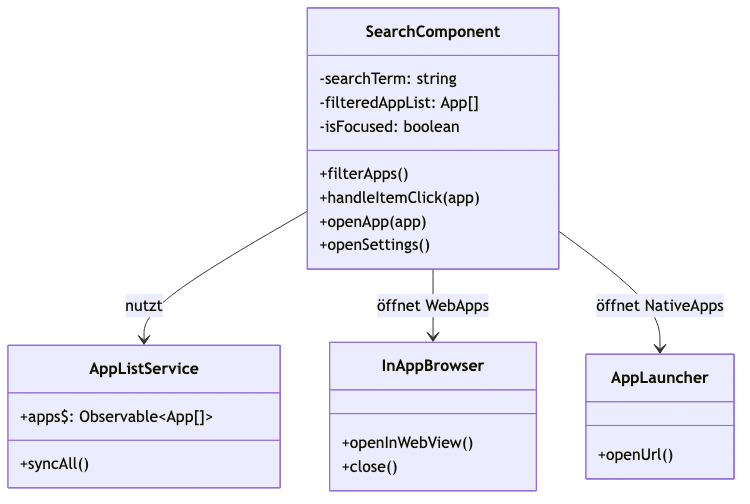 SearchComponent
-searchTerm: string
-filteredAppList: App[]
-isFocused: boolean
+filterApps()
+handleItemClick(app)
+openApp(app)
+openSettings()
nutzt
öffnet WebApps
öffnet NativeApps
AppListService
+apps$: Observable<App[]>
+syncAll()
InAppBrowser
+openInWebView()
+close()
AppLauncher
+openUrl()